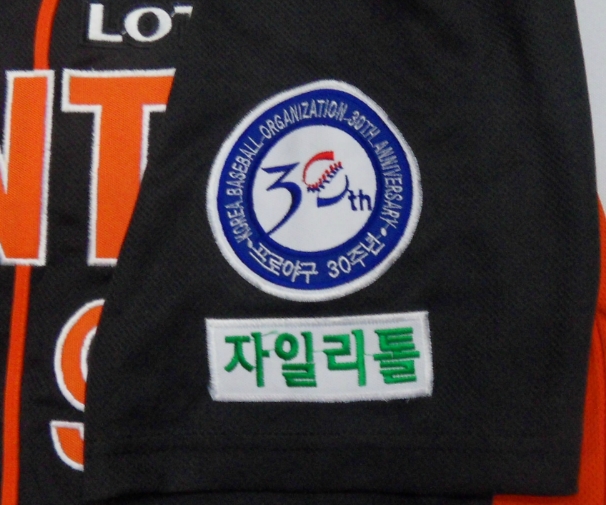 LOT
NT
9
KOREA BASEBALL ORGANIZATION 30TH ANNIVERSARY
30th
프로야구 30주년
자일리톨